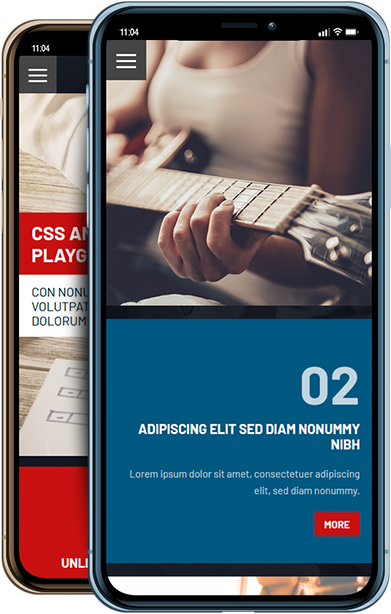 11:04
CSS AN
PLAYG
CON NONU
VOLUTPAT
DOLORUM
UNLI
11:04
02
ADIPISCING ELIT SED DIAM NONUMMY
NIBH
Lorem ipsum dolor sit amet, consectetuer adipiscing
elit, sed diam nonummy.
MORE